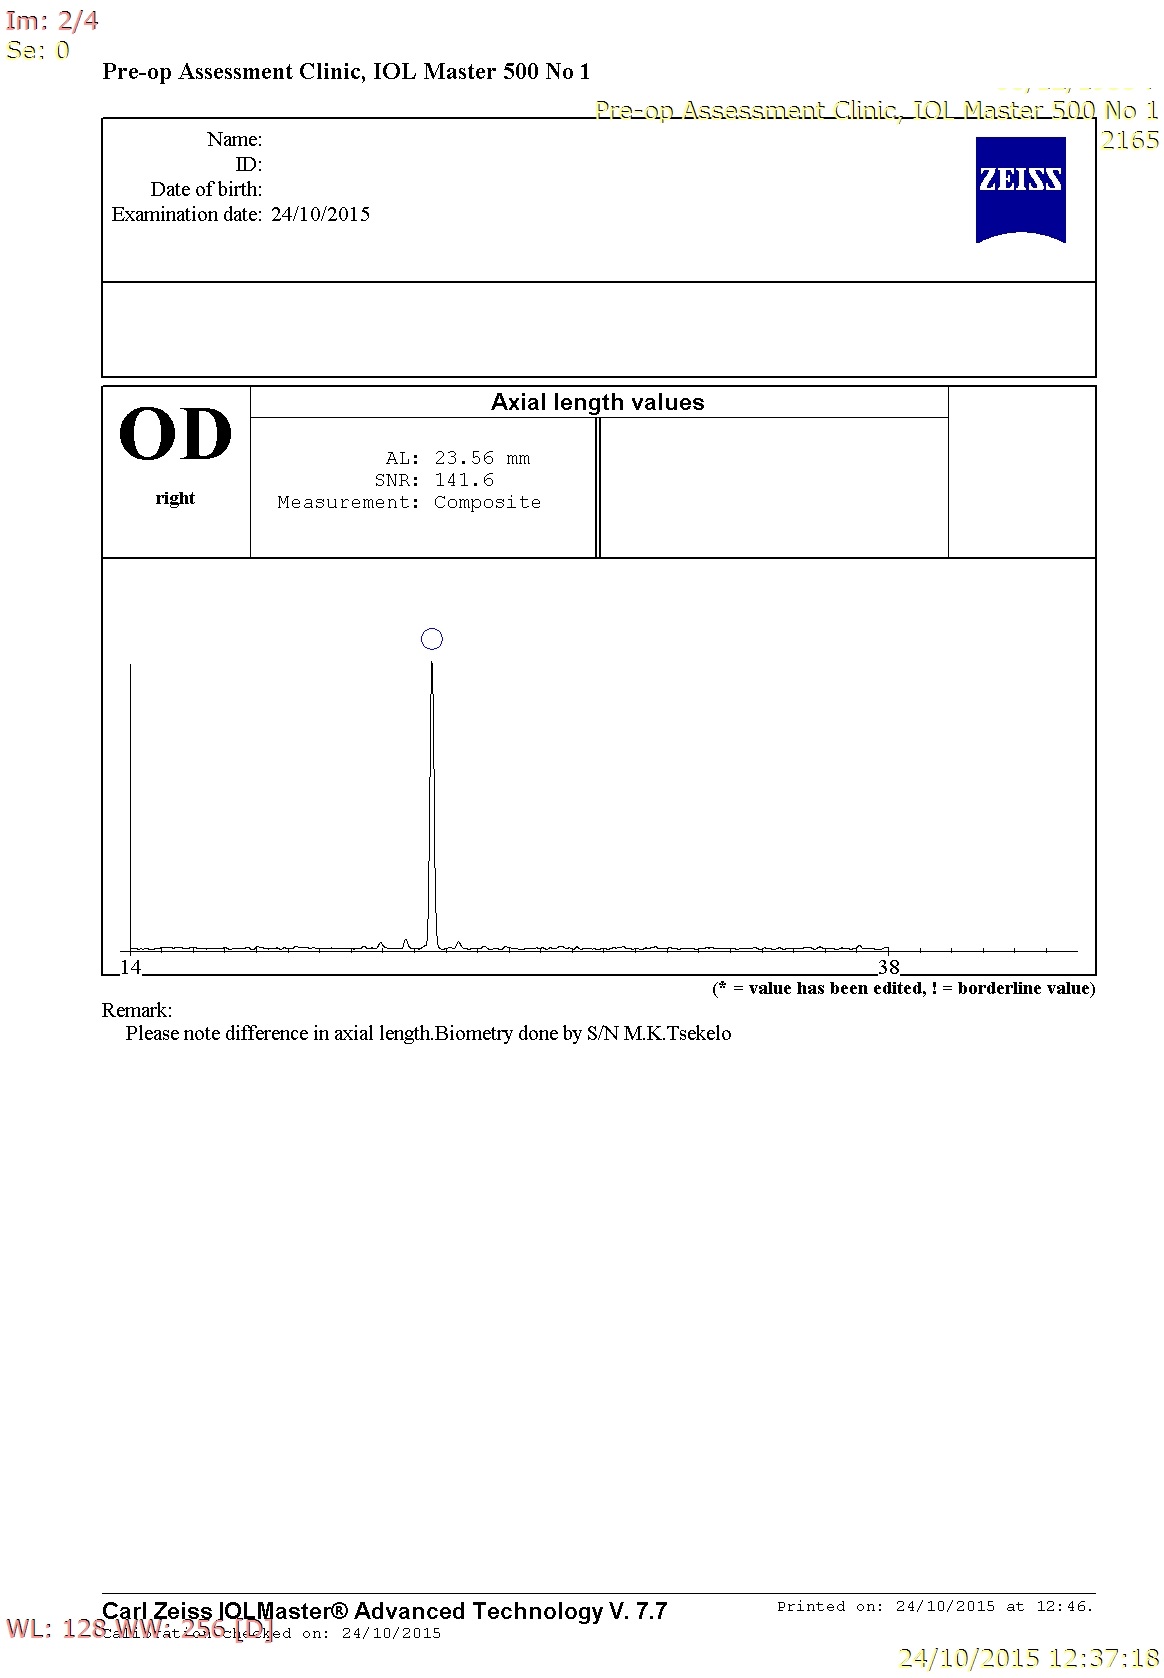 Im: 2/4
Se: 0
Pre-op Assessment Clinic, IOL Master 500 No 1
Pre-op Assessment Clinic, IOL Master 500 No 1
2165
Name:
ID:
Date of birth:
Examination date: 24/10/2015
ZEISS
OD
right
Axial length values
AL: 23.56 mm
SNR: 141.6
Measurement: Composite
14
38
(* = value has been edited, ! = borderline value)
Remark:
Please note difference in axial length.Biometry done by S/N M.K.Tsekelo
Carl Zeiss IOLMaster® Advanced Technology V. 7.7
Printed on: 24/10/2015 at 12:46.
WL: 128 WW: 256 [D]
Calibration checked on: 24/10/2015
24/10/2015 12:37:18